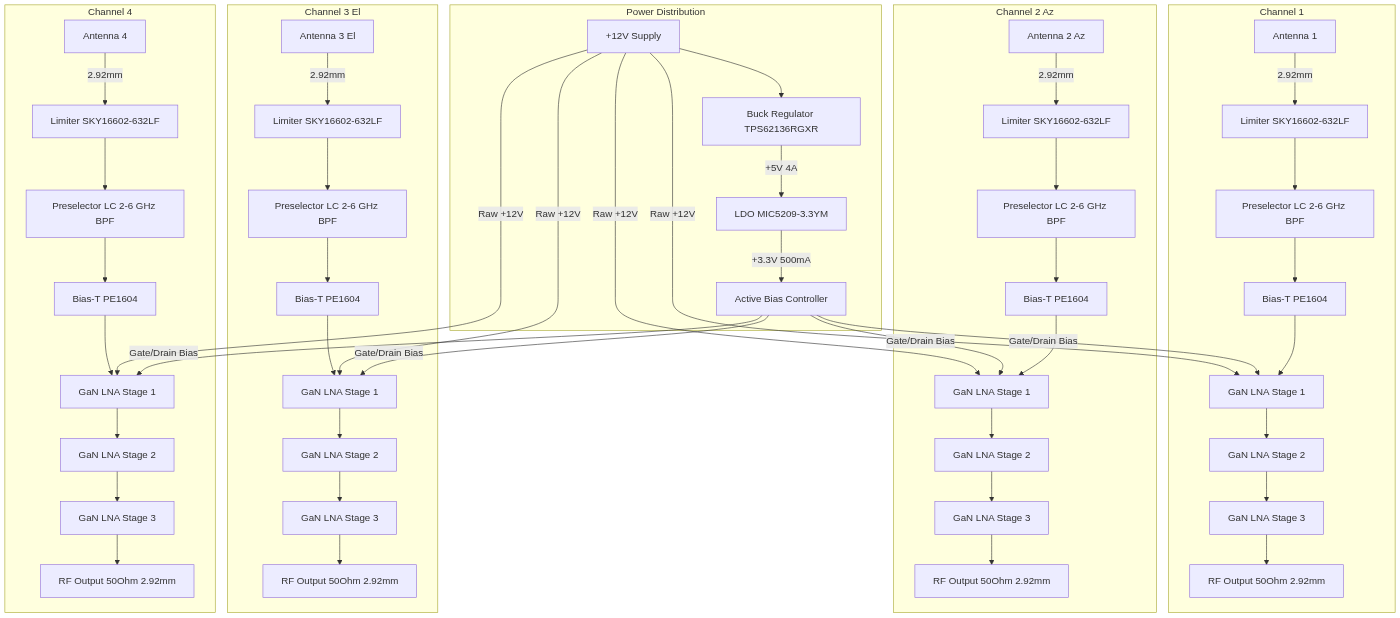 Channel 4
Antenna 4
2.92mm
Limiter SKY16602-632LF
Preselector LC 2-6 GHz
BPF
Bias-T PE1604
GaN LNA Stage 1
GaN LNA Stage 2
GaN LNA Stage 3
RF Output 50Ohm 2.92mm
Channel 3 El
Antenna 3 El
2.92mm
Limiter SKY16602-632LF
Preselector LC 2-6 GHz
BPF
Bias-T PE1604
GaN LNA Stage 1
GaN LNA Stage 2
GaN LNA Stage 3
RF Output 50Ohm 2.92mm
Power Distribution
+12V Supply
Buck Regulator
TPS62136RGXR
+5V 4A
Raw +12V
Raw +12V
Raw +12V
Raw +12V
LDO MIC5209-3.3YM
+3.3V 500mA
Active Bias Controller
Gate/Drain Bias
Gate/Drain Bias
Gate/Drain Bias
Gate/Drain Bias
Channel 2 Az
Antenna 2 Az
2.92mm
Limiter SKY16602-632LF
Preselector LC 2-6 GHz
BPF
Bias-T PE1604
GaN LNA Stage 1
GaN LNA Stage 2
GaN LNA Stage 3
RF Output 50Ohm 2.92mm
Channel 1
Antenna 1
2.92mm
Limiter SKY16602-632LF
Preselector LC 2-6 GHz
BPF
Bias-T PE1604
GaN LNA Stage 1
GaN LNA Stage 2
GaN LNA Stage 3
RF Output 50Ohm 2.92mm